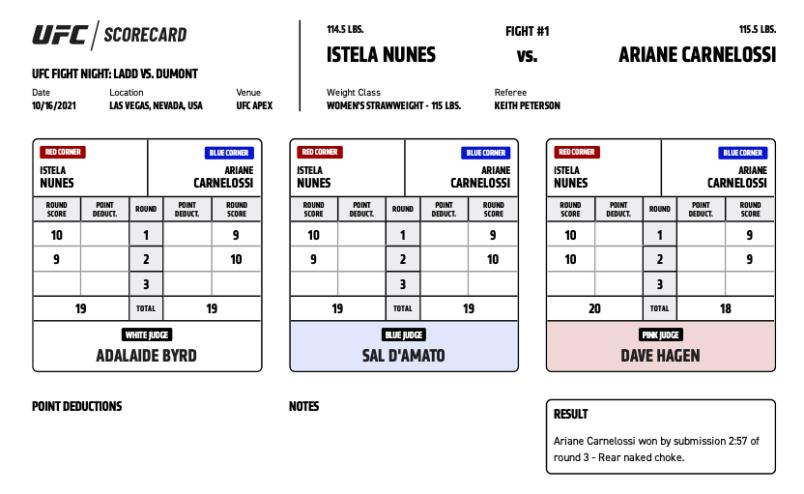 UFC / SCORECARD
UFC FIGHT NIGHT: LADD VS. DUMONT
Date Location Venue
10/16/2021 LAS VEGAS, NEVADA, USA UFC APEX
114.5 LBS. FIGHT #1 115.5 LBS.
ISTELA NUNES VS. ARIANE CARNELOSSI
Weight Class Referee
WOMEN'S STRAWWEIGHT - 115 LBS. KEITH PETERSON
RED CORNER BLUE CORNER
ISTELA ARIANE
NUNES CARNELOSSI
ROUND POINT ROUND POINT ROUND
SCORE DEDUCT. DEDUCT. SCORE
10 1 9
9 2 10
3
19 TOTAL 19
WHITE JUDGE
ADALAIDE BYRD
RED CORNER BLUE CORNER
ISTELA ARIANE
NUNES CARNELOSSI
ROUND POINT ROUND POINT ROUND
SCORE DEDUCT. DEDUCT. SCORE
10 1 9
9 2 10
3
19 TOTAL 19
BLUE JUDGE
SAL D'AMATO
RED CORNER BLUE CORNER
ISTELA ARIANE
NUNES CARNELOSSI
ROUND POINT ROUND POINT ROUND
SCORE DEDUCT. DEDUCT. SCORE
10 1 9
10 2 9
3
20 TOTAL 18
PINK JUDGE
DAVE HAGEN
POINT DEDUCTIONS
NOTES
RESULT
Ariane Carnelossi won by submission 2:57 of
round 3 - Rear naked choke.